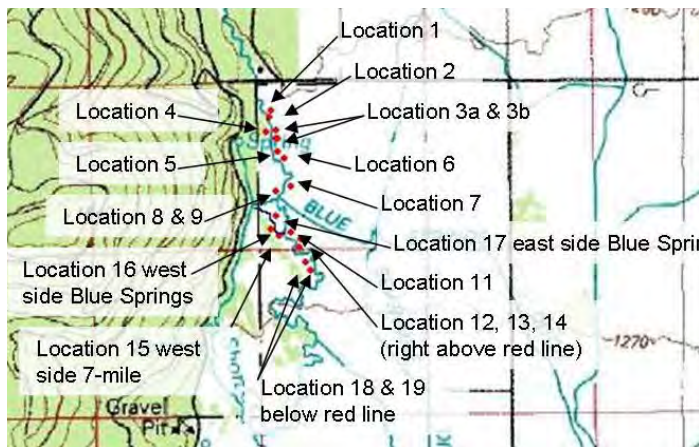 1200
Location 1
Location 2
Location 4
Location 3a & 3b
Spring
Location 5
Location 6
Location 7
Location 8 & 9
BLUE
Location 17 east side Blue Sprin
Location 16 west
side Blue Springs
Location 11
Location 12, 13, 14
(right above red line)
1270
Location 15 west
side 7-mile
Location 18 & 19
below red line
Gravel
Pit